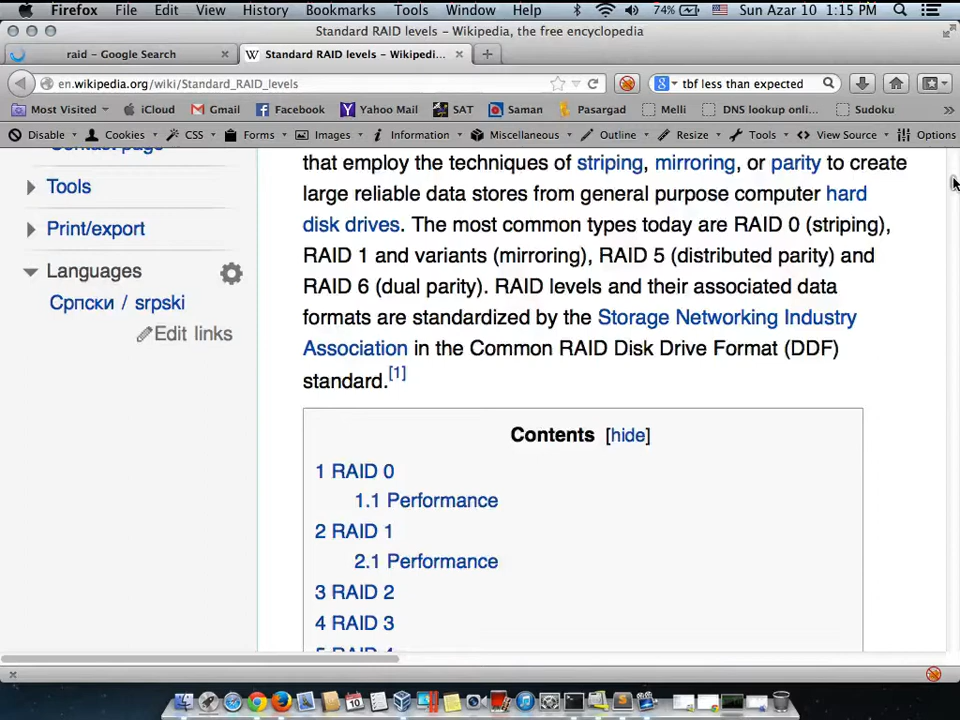 Firefox File Edit View History Bookmarks Tools Window Help 74% Sun Azar 10 1:15 PM
Standard RAID levels – Wikipedia, the free encyclopedia
raid – Google Search × W Standard RAID levels – Wikipedi... × +
en.wikipedia.org/wiki/Standard_RAID_levels tbf less than expected
Most Visited iCloud Gmail Facebook Yahoo Mail SAT Saman Pasargad Melli DNS lookup onli... Sudoku »
Disable Cookies CSS Forms Images Information Miscellaneous Outline Resize Tools View Source Options
Contact page
that employ the techniques of striping, mirroring, or parity to create
Tools
large reliable data stores from general purpose computer hard
Print/export
disk drives. The most common types today are RAID 0 (striping),
RAID 1 and variants (mirroring), RAID 5 (distributed parity) and
Languages
RAID 6 (dual parity). RAID levels and their associated data
Српски / srpski
formats are standardized by the Storage Networking Industry
Edit links
Association in the Common RAID Disk Drive Format (DDF)
standard.[1]
Contents [hide]
1 RAID 0
1.1 Performance
2 RAID 1
2.1 Performance
3 RAID 2
4 RAID 3
5 RAID 4
×